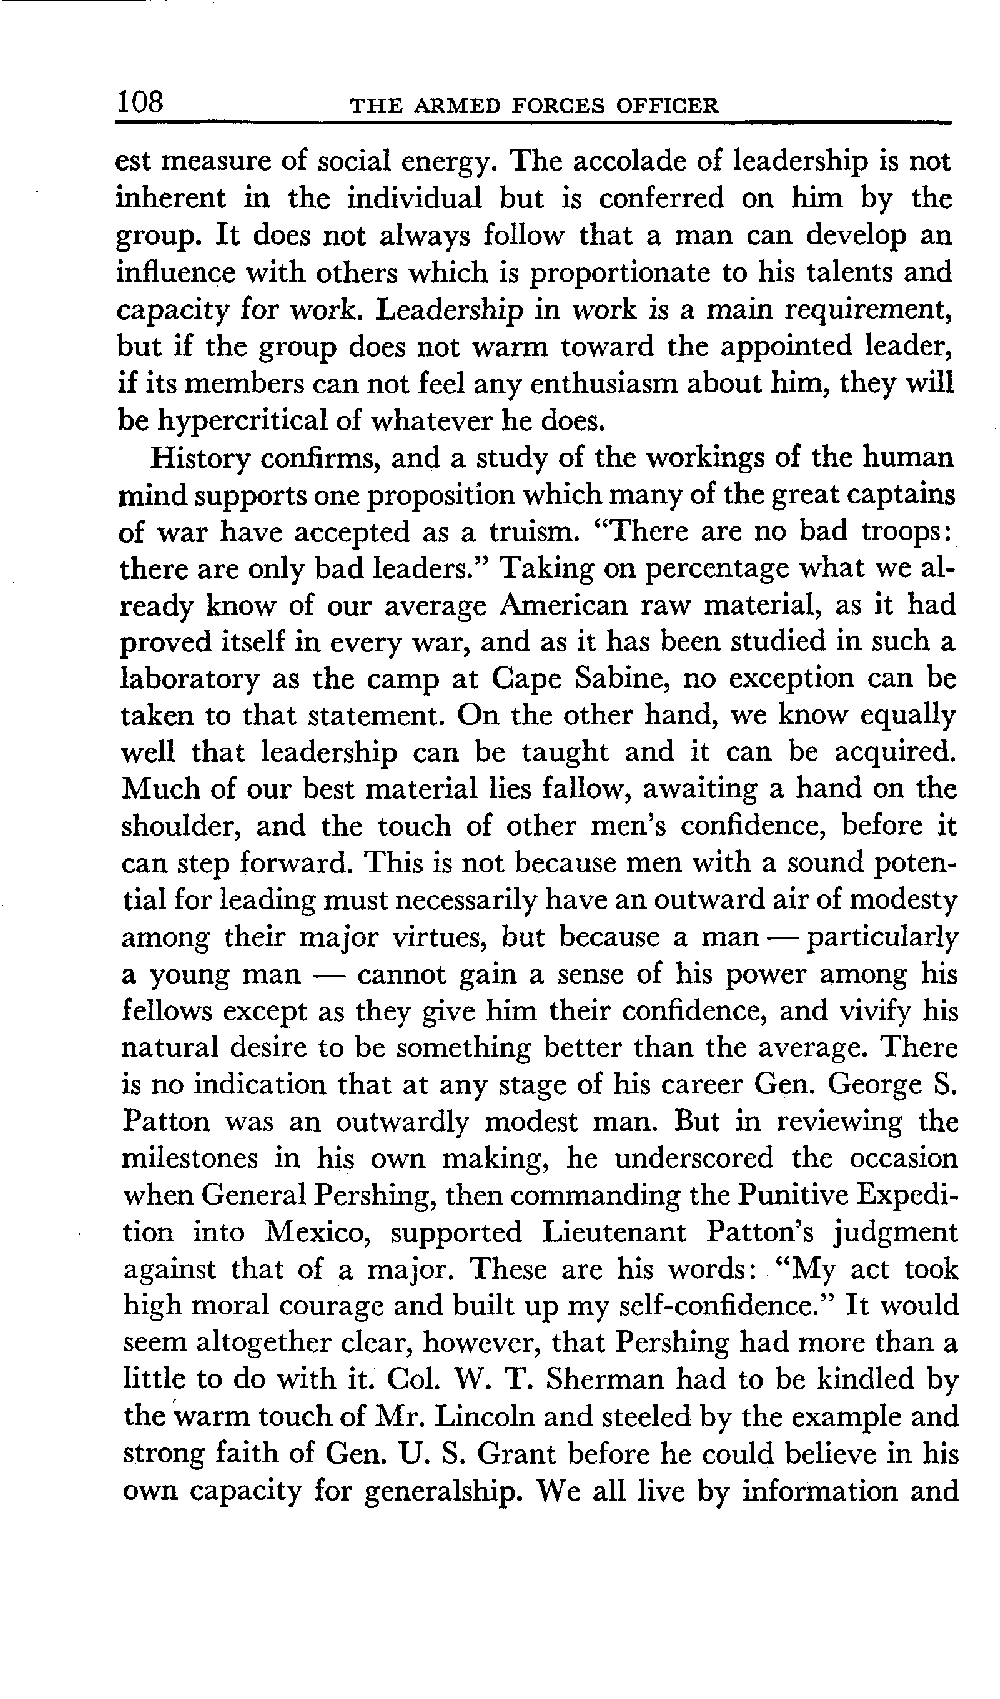 108 THE ARMED FORCES OFFICER
est measure of social energy. The accolade of leadership is not
inherent in the individual but is conferred on him by the
group. It does not always follow that a man can develop an
influence with others which is proportionate to his talents and
capacity for work. Leadership in work is a main requirement,
but if the group does not warm toward the appointed leader,
if its members can not feel any enthusiasm about him, they will
be hypercritical of whatever he does.
History confirms, and a study of the workings of the human
mind supports one proposition which many of the great captains
of war have accepted as a truism. “There are no bad troops:
there are only bad leaders.” Taking on percentage what we al-
ready know of our average American raw material, as it had
proved itself in every war, and as it has been studied in such a
laboratory as the camp at Cape Sabine, no exception can be
taken to that statement. On the other hand, we know equally
well that leadership can be taught and it can be acquired.
Much of our best material lies fallow, awaiting a hand on the
shoulder, and the touch of other men’s confidence, before it
can step forward. This is not because men with a sound poten-
tial for leading must necessarily have an outward air of modesty
among their major virtues, but because a man — particularly
a young man — cannot gain a sense of his power among his
fellows except as they give him their confidence, and vivify his
natural desire to be something better than the average. There
is no indication that at any stage of his career Gen. George S.
Patton was an outwardly modest man. But in reviewing the
milestones in his own making, he underscored the occasion
when General Pershing, then commanding the Punitive Expedi-
tion into Mexico, supported Lieutenant Patton’s judgment
against that of a major. These are his words: “My act took
high moral courage and built up my self-confidence.” It would
seem altogether clear, however, that Pershing had more than a
little to do with it. Col. W. T. Sherman had to be kindled by
the warm touch of Mr. Lincoln and steeled by the example and
strong faith of Gen. U. S. Grant before he could believe in his
own capacity for generalship. We all live by information and